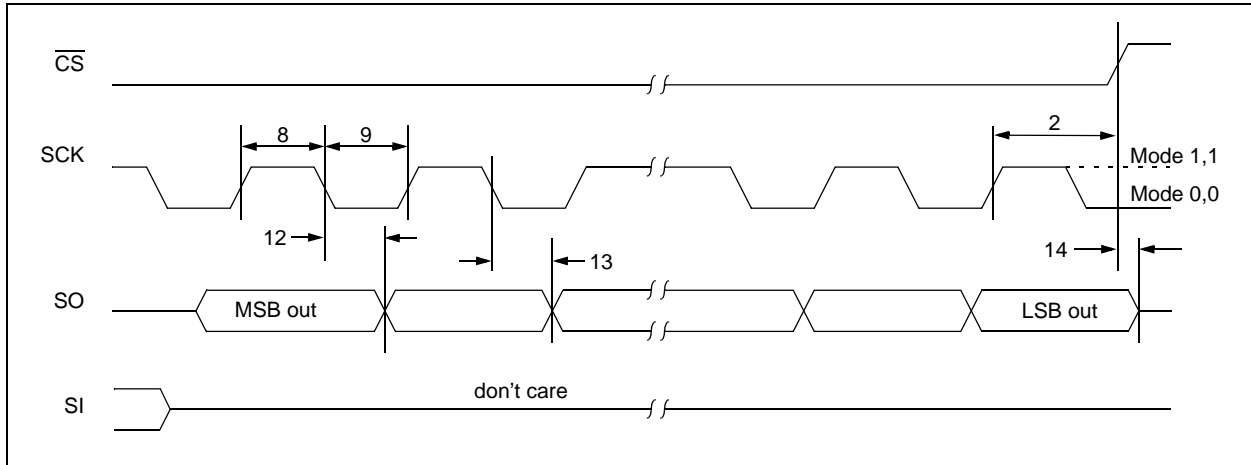 CS
8
9
2
SCK
Mode 1,1
Mode 0,0
12
13
14
SO
MSB out
LSB out
SI
don't care